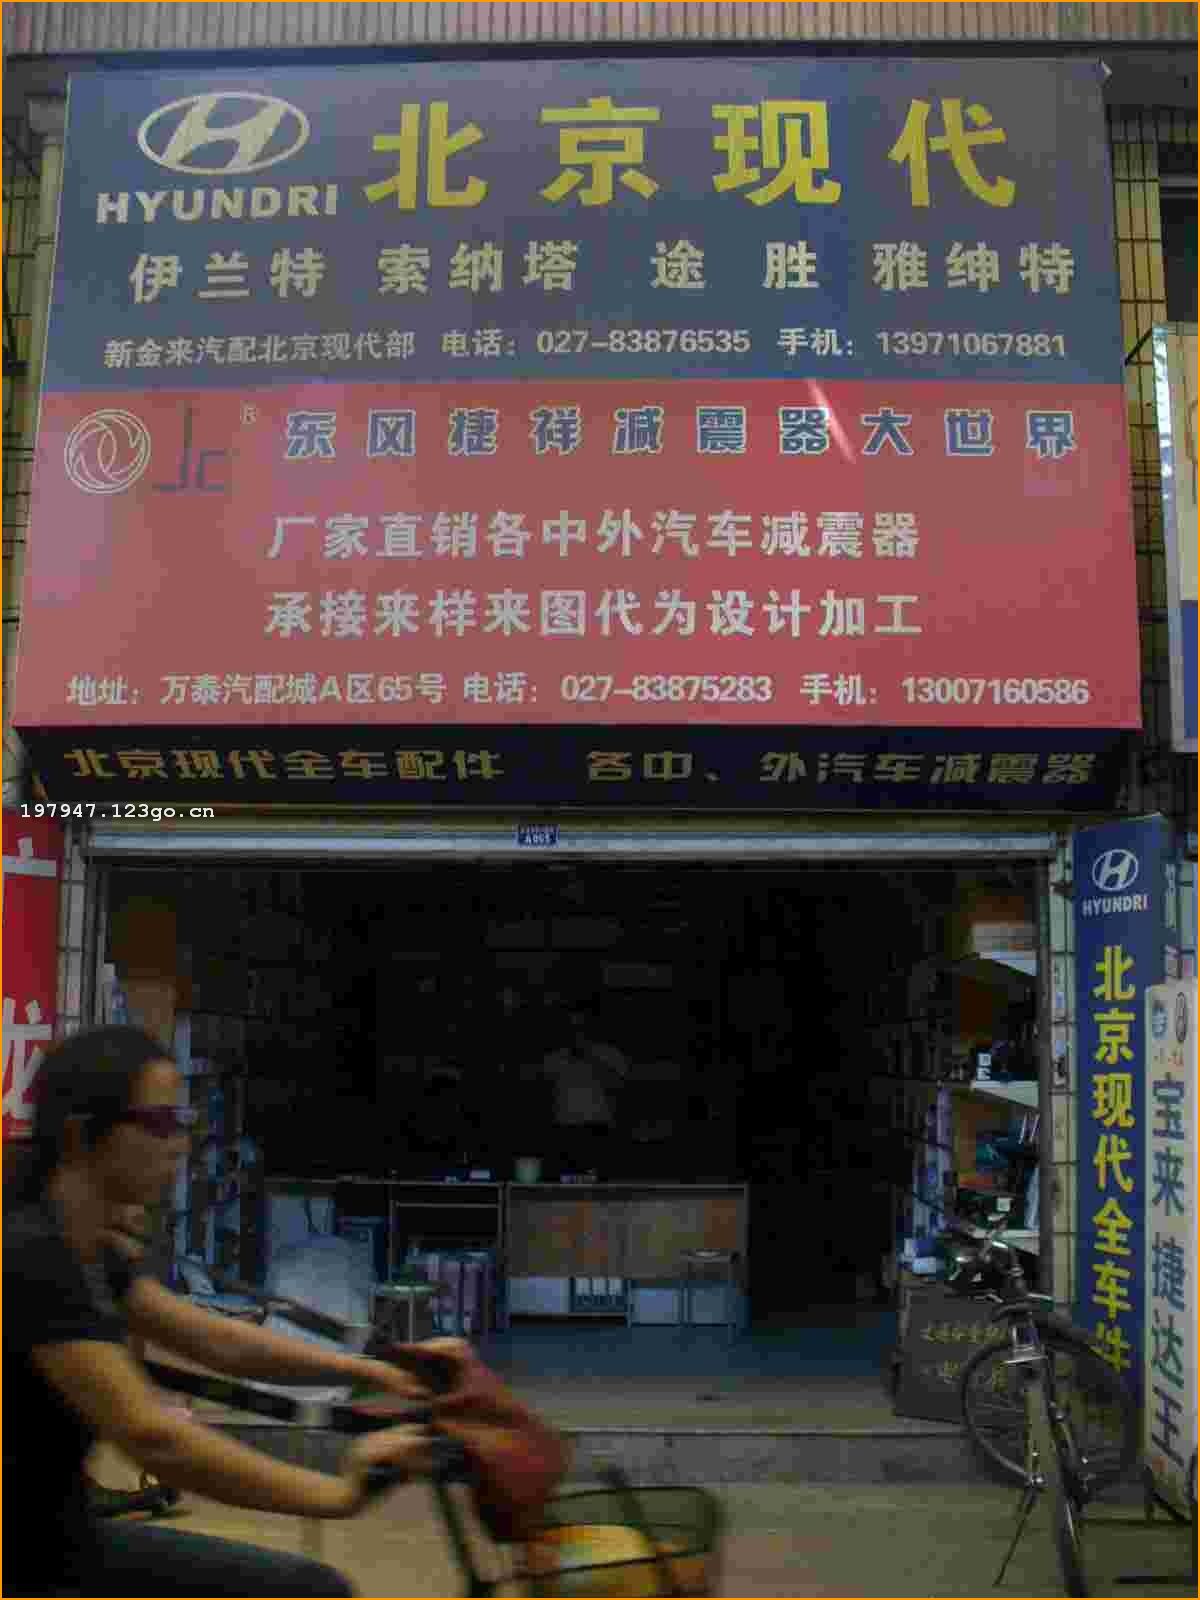 HYUNDRI 北京现代
伊兰特 索纳塔 途胜 雅绅特
新金来汽配北京现代部 电话：027-83876535 手机：13971067881
Jc ® 东风捷祥减震器大世界
厂家直销各中外汽车减震器
承接来样来图代为设计加工
地址：万泰汽配城A区65号 电话：027-83875283 手机：13007160586
北京现代全车配件 各中、外汽车减震器
197947.123go.cn
HYUNDRI
北京现代全车件
宝来 捷达王
龙